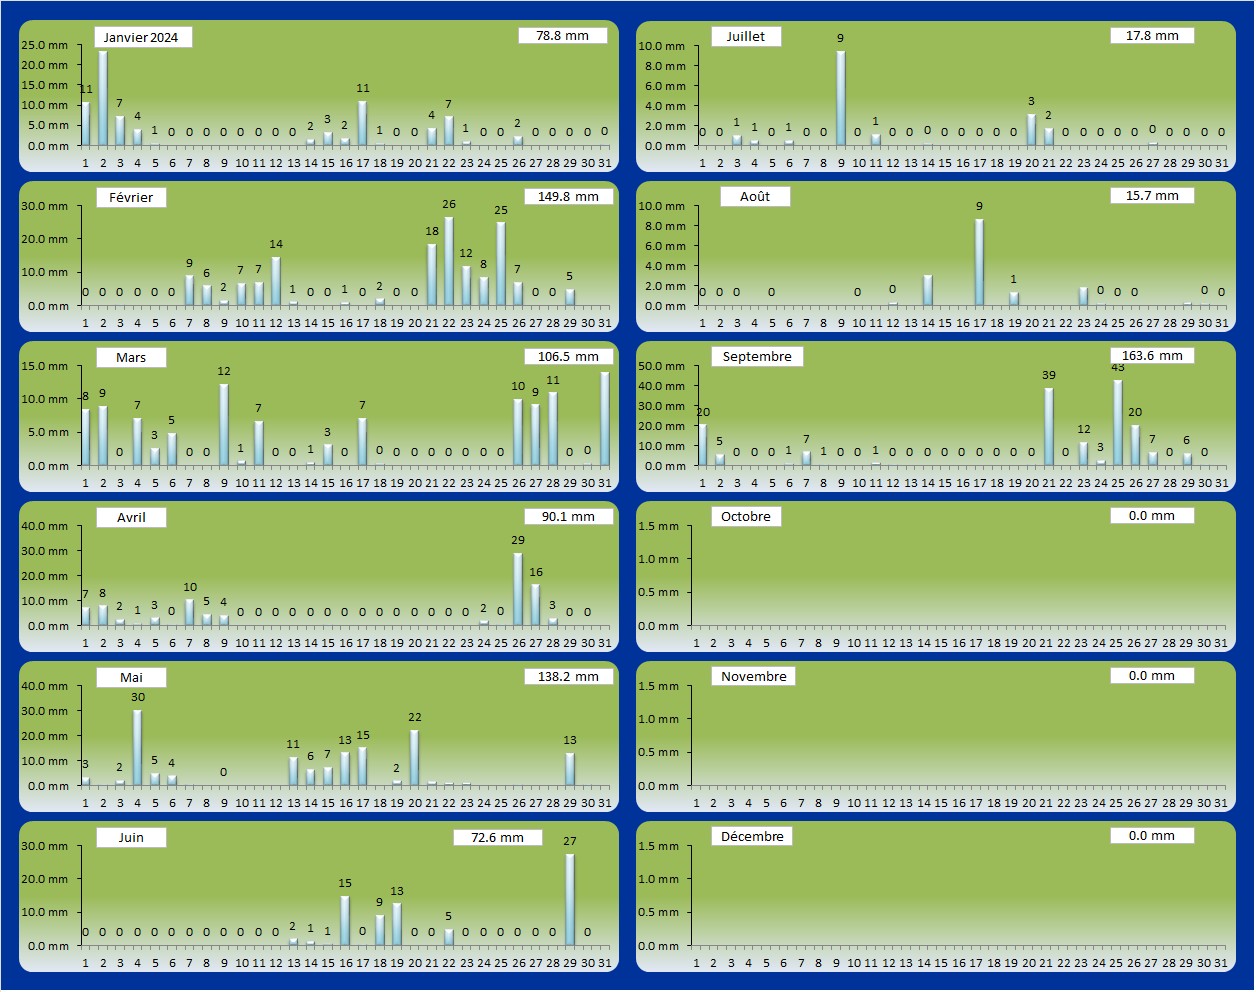 Janvier 2024 78.8 mm
25.0 mm
20.0 mm
15.0 mm
10.0 mm
5.0 mm
0.0 mm
11 7 4 1 0 0 0 0 0 0 0 0 2 3 2 11 1 0 0 4 7 1 0 0 2 0 0 0 0 0
1 2 3 4 5 6 7 8 9 10 11 12 13 14 15 16 17 18 19 20 21 22 23 24 25 26 27 28 29 30 31
Février 149.8 mm
30.0 mm
20.0 mm
10.0 mm
0.0 mm
0 0 0 0 0 0 9 6 2 7 7 14 1 0 0 1 0 2 0 0 18 26 12 8 25 7 0 0 5
1 2 3 4 5 6 7 8 9 10 11 12 13 14 15 16 17 18 19 20 21 22 23 24 25 26 27 28 29 30 31
Mars 106.5 mm
15.0 mm
10.0 mm
5.0 mm
0.0 mm
8 9 0 7 3 5 0 0 12 1 7 0 0 1 3 0 7 0 0 0 0 0 0 0 0 10 9 11 0 0
1 2 3 4 5 6 7 8 9 10 11 12 13 14 15 16 17 18 19 20 21 22 23 24 25 26 27 28 29 30 31
Avril 90.1 mm
40.0 mm
30.0 mm
20.0 mm
10.0 mm
0.0 mm
7 8 2 1 3 0 10 5 4 0 0 0 0 0 0 0 0 0 0 0 0 0 0 2 0 29 16 3 0 0
1 2 3 4 5 6 7 8 9 10 11 12 13 14 15 16 17 18 19 20 21 22 23 24 25 26 27 28 29 30 31
Mai 138.2 mm
40.0 mm
30.0 mm
20.0 mm
10.0 mm
0.0 mm
3 2 30 5 4 0 11 6 7 13 15 2 22 13
1 2 3 4 5 6 7 8 9 10 11 12 13 14 15 16 17 18 19 20 21 22 23 24 25 26 27 28 29 30 31
Juin 72.6 mm
30.0 mm
20.0 mm
10.0 mm
0.0 mm
0 0 0 0 0 0 0 0 0 0 0 0 2 1 1 15 0 9 13 0 0 5 0 0 0 0 0 0 27 0
1 2 3 4 5 6 7 8 9 10 11 12 13 14 15 16 17 18 19 20 21 22 23 24 25 26 27 28 29 30 31
Juillet 17.8 mm
10.0 mm
8.0 mm
6.0 mm
4.0 mm
2.0 mm
0.0 mm
0 0 1 1 0 1 0 0 9 0 1 0 0 0 0 0 0 0 0 3 2 0 0 0 0 0 0 0 0 0 0
1 2 3 4 5 6 7 8 9 10 11 12 13 14 15 16 17 18 19 20 21 22 23 24 25 26 27 28 29 30 31
Août 15.7 mm
10.0 mm
8.0 mm
6.0 mm
4.0 mm
2.0 mm
0.0 mm
0 0 0 0 0 0 9 1 0 0 0 0 0
1 2 3 4 5 6 7 8 9 10 11 12 13 14 15 16 17 18 19 20 21 22 23 24 25 26 27 28 29 30 31
Septembre 163.6 mm
50.0 mm
40.0 mm
30.0 mm
20.0 mm
10.0 mm
0.0 mm
20 5 0 0 0 1 7 1 0 0 1 0 0 0 0 0 0 0 0 0 39 0 12 3 43 20 7 0 6 0
1 2 3 4 5 6 7 8 9 10 11 12 13 14 15 16 17 18 19 20 21 22 23 24 25 26 27 28 29 30 31
Octobre 0.0 mm
1.5 mm
1.0 mm
0.5 mm
0.0 mm
1 2 3 4 5 6 7 8 9 10 11 12 13 14 15 16 17 18 19 20 21 22 23 24 25 26 27 28 29 30 31
Novembre 0.0 mm
1.5 mm
1.0 mm
0.5 mm
0.0 mm
1 2 3 4 5 6 7 8 9 10 11 12 13 14 15 16 17 18 19 20 21 22 23 24 25 26 27 28 29 30 31
Décembre 0.0 mm
1.5 mm
1.0 mm
0.5 mm
0.0 mm
1 2 3 4 5 6 7 8 9 10 11 12 13 14 15 16 17 18 19 20 21 22 23 24 25 26 27 28 29 30 31